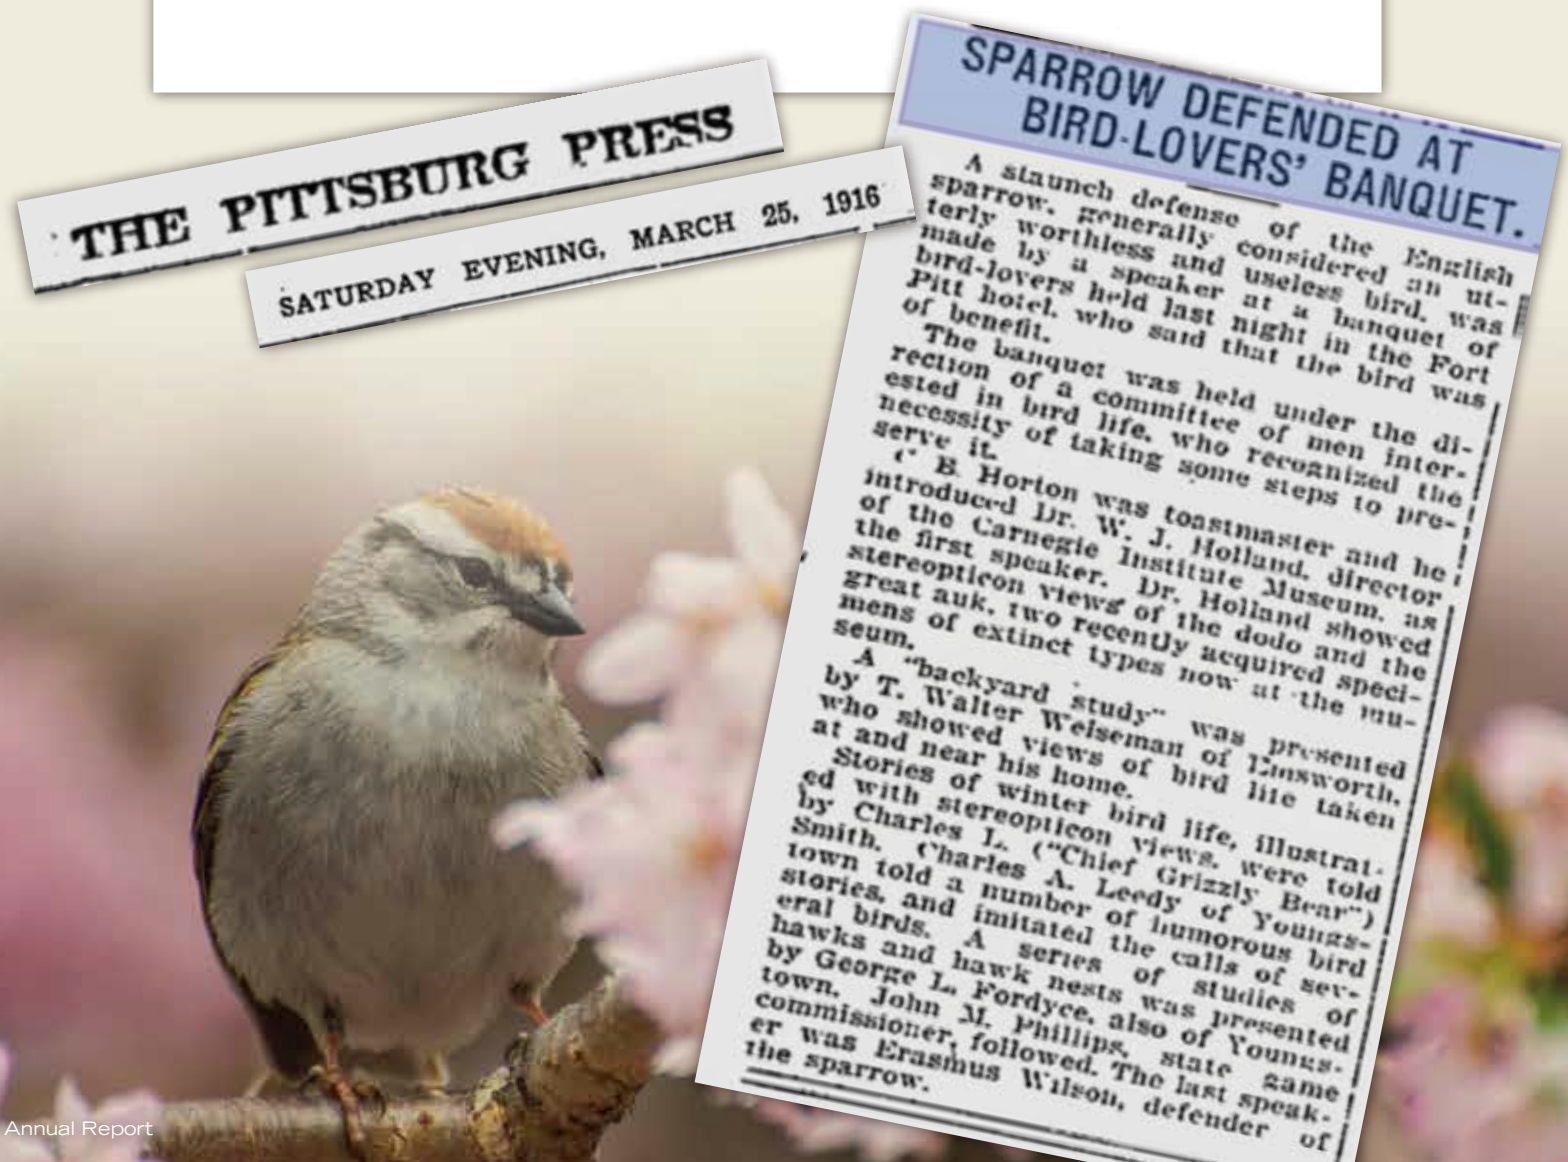 THE PITTSBURG PRESS
SATURDAY EVENING, MARCH 25, 1916
SPARROW DEFENDED AT
BIRD-LOVERS' BANQUET.
A staunch defense of the English
sparrow, generally considered an ut-
terly worthless and useless bird, was
made by a speaker at a banquet of
bird-lovers held last night in the Fort
Pitt hotel, who said that the bird was
of benefit.
The banquet was held under the di-
rection of a committee of men inter-
ested in bird life, who recognized the
necessity of taking some steps to pre-
serve it.
C B. Horton was toastmaster and he
introduced Dr. W. J. Holland, director
of the Carnegie Institute Museum, as
the first speaker. Dr. Holland showed
stereopticon views of the dodo and the
great auk, two recently acquired speci-
mens of extinct types now at the mu-
seum.
A "backyard study" was presented
by T. Walter Weiseman of Emsworth,
who showed views of bird life taken
at and near his home.
Stories of winter bird life, illustrat-
ed with stereopticon views, were told
by Charles L. ("Chief Grizzly Bear")
Smith. Charles A. Leedy of Youngs-
town told a number of humorous bird
stories, and imitated the calls of sev-
eral birds. A series of studies of
hawks and hawk nests was presented
by George L. Fordyce, also of Youngs-
town. John M. Phillips, state game
commissioner, followed. The last speak-
er was Erasmus Wilson, defender of
the sparrow.
Annual Report